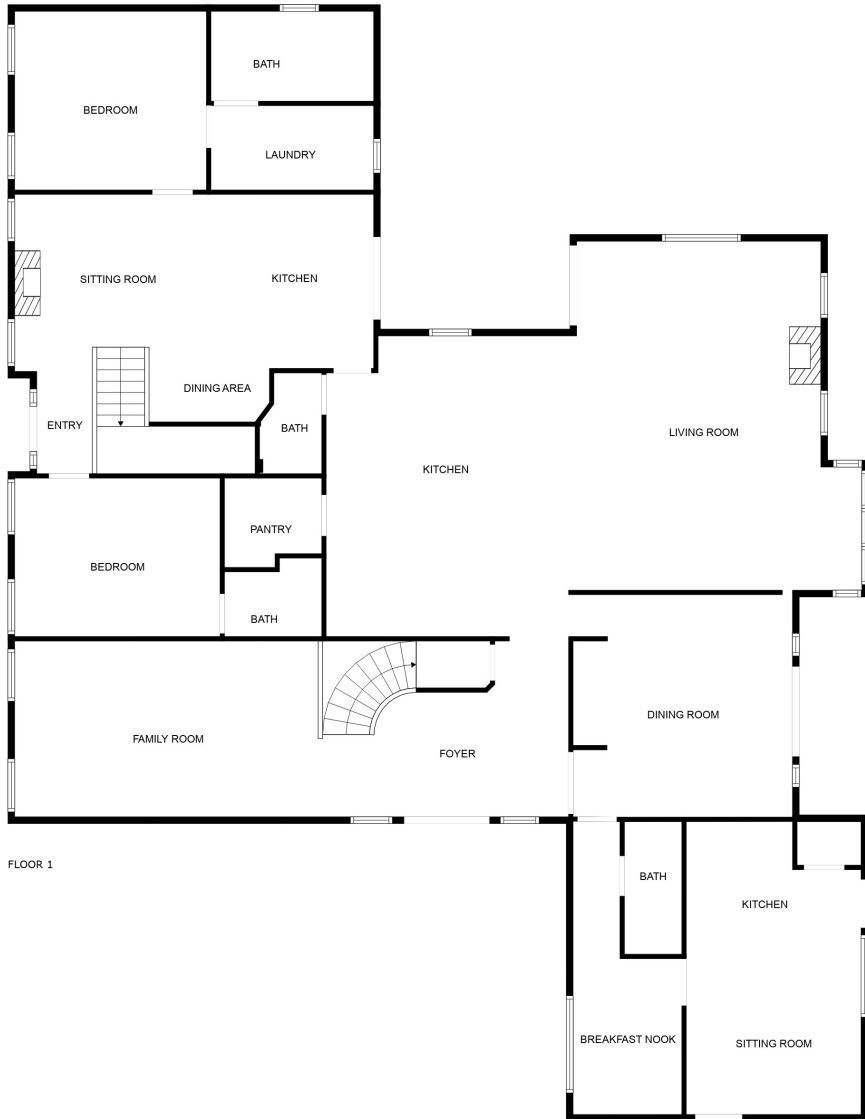 BATH
BEDROOM
LAUNDRY
SITTING ROOM
KITCHEN
DINING AREA
ENTRY
BATH
LIVING ROOM
KITCHEN
PANTRY
BEDROOM
BATH
DINING ROOM
FAMILY ROOM
FOYER
FLOOR 1
BATH
KITCHEN
BREAKFAST NOOK
SITTING ROOM